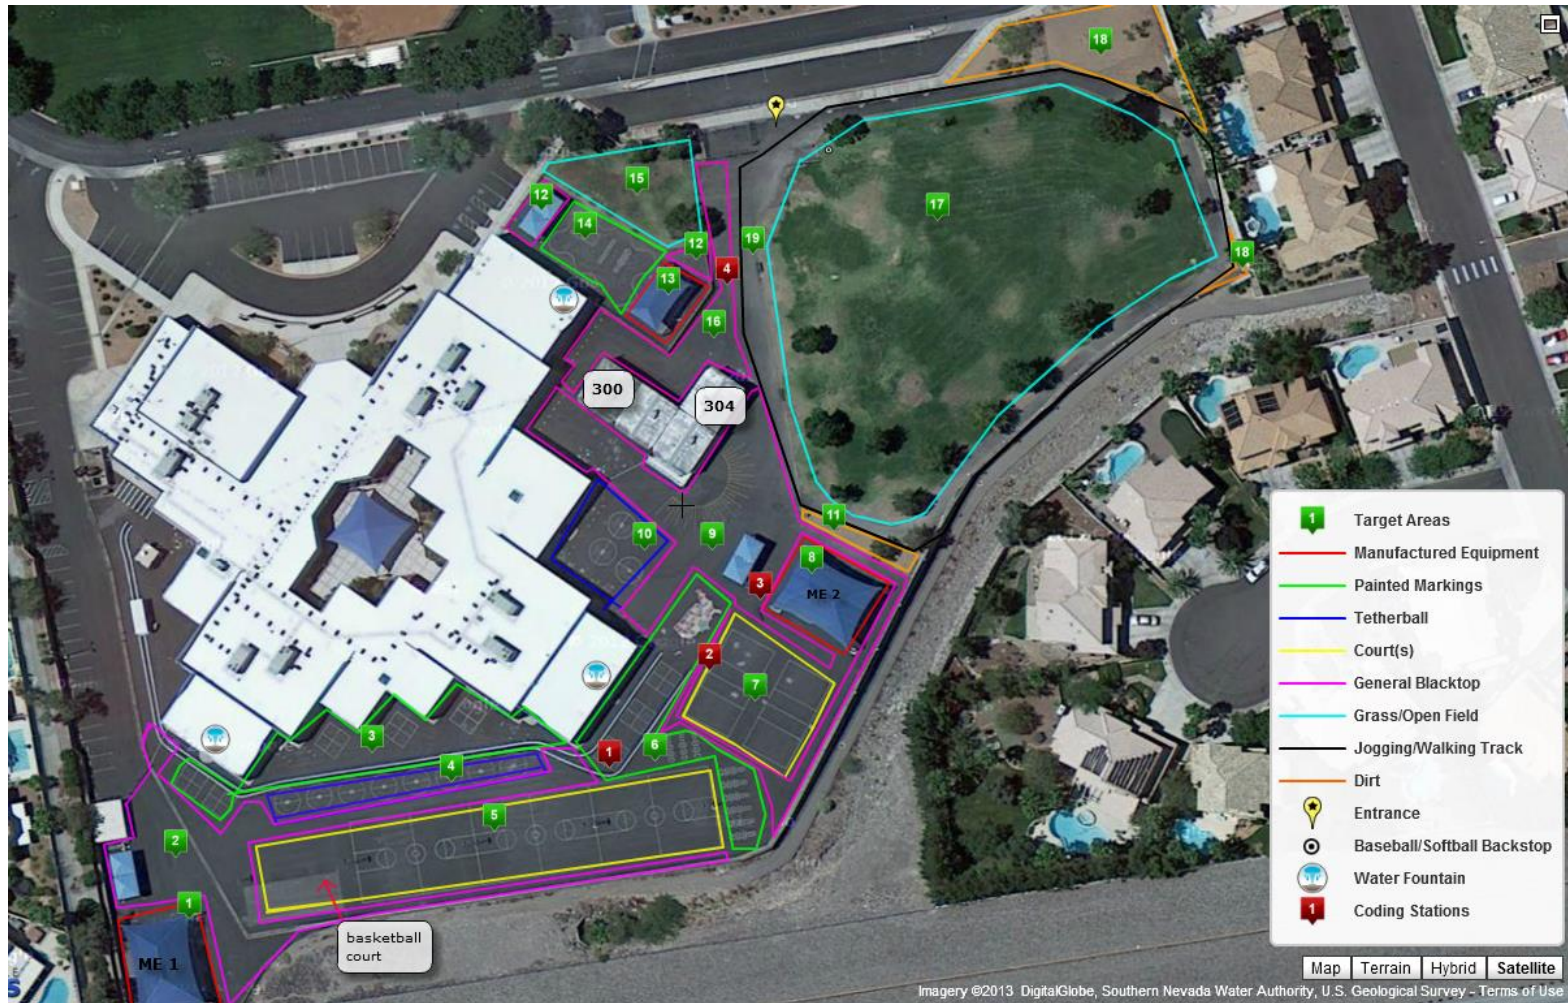 18
12
15
14
17
12
19
18
4
13
16
300
304
11
10
9
8
3
ME 2
2
7
3
6
1
4
5
2
1
basketball
court
ME 1
1 Target Areas
Manufactured Equipment
Painted Markings
Tetherball
Court(s)
General Blacktop
Grass/Open Field
Jogging/Walking Track
Dirt
Entrance
Baseball/Softball Backstop
Water Fountain
1 Coding Stations
Map Terrain Hybrid Satellite
Imagery ©2013 DigitalGlobe, Southern Nevada Water Authority, U.S. Geological Survey - Terms of Use